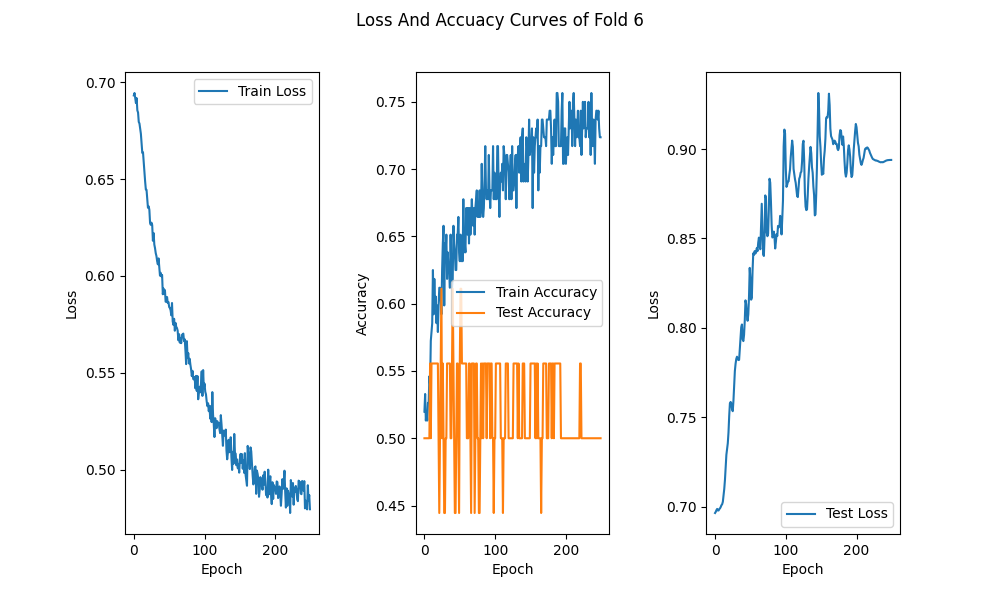 Loss And Accuacy Curves of Fold 6
0.70
0.65
0.60
0.55
0.50
Loss
0
100
200
Epoch
Train Loss
0.75
0.70
0.65
0.60
0.55
0.50
0.45
Accuracy
0
100
200
Epoch
Train Accuracy
Test Accuracy
0.90
0.85
0.80
0.75
0.70
Loss
0
100
200
Epoch
Test Loss